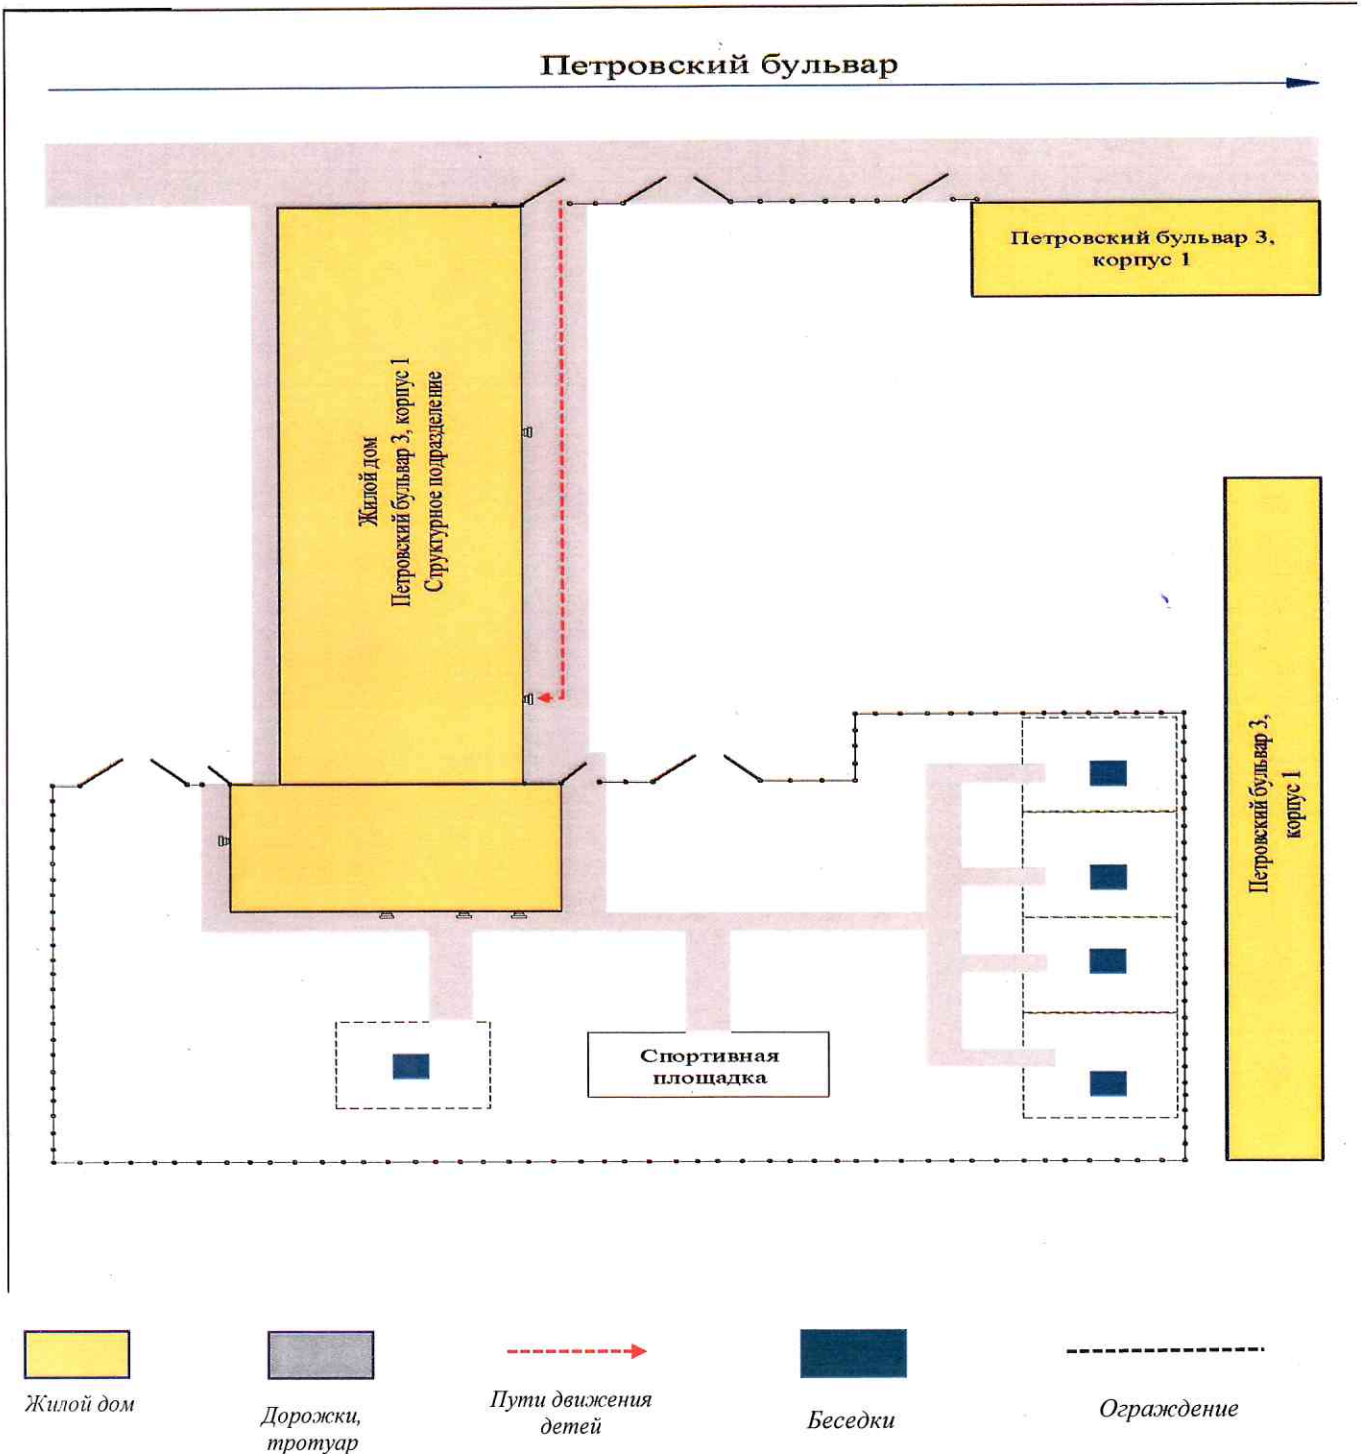 Петровский бульвар
Петровский бульвар 3,
корпус 1
Жилой дом
Петровский бульвар 3, корпус 1
Структурное подразделение
Петровский бульвар 3,
корпус 1
Спортивная
площадка
Жилой дом
Дорожки,
тротуар
Пути движения
детей
Беседки
Ограждение